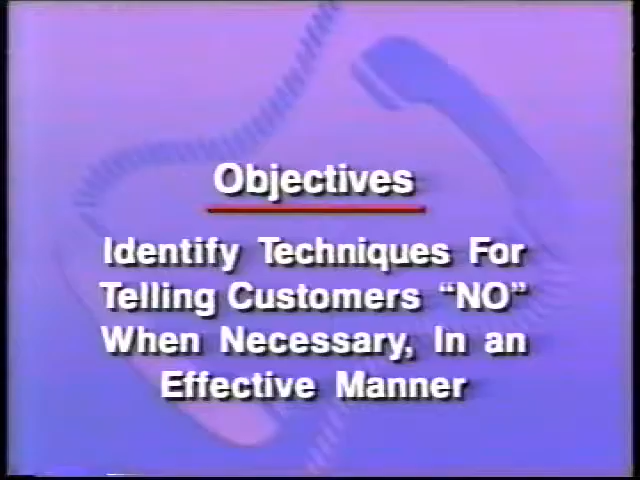 Objectives
Identify Techniques For
Telling Customers “NO”
When Necessary, In an
Effective Manner